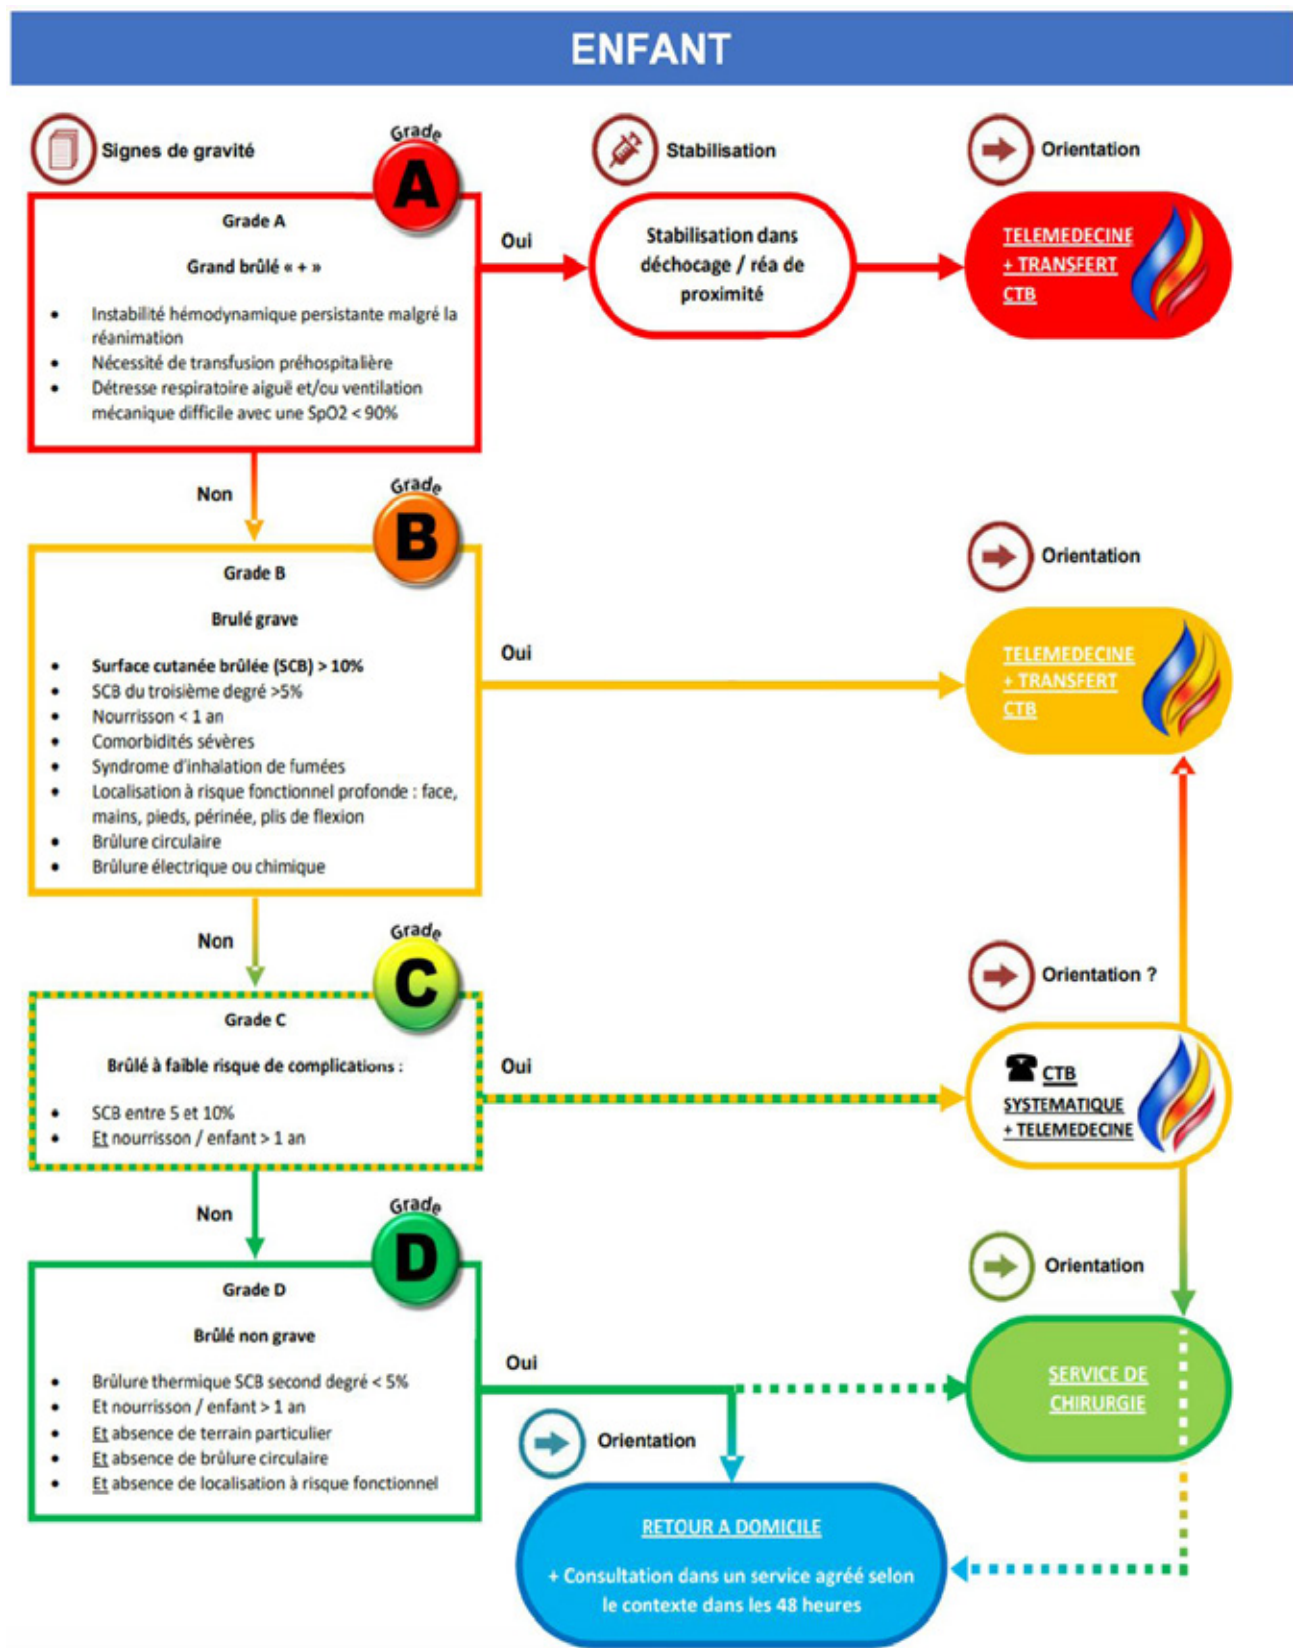 ENFANT
Signes de gravité
Grade
A
Stabilisation
Orientation
Grade A
Grand brûlé « + »
• Instabilité hémodynamique persistante malgré la
réanimation
• Nécessité de transfusion préhospitalière
• Détresse respiratoire aiguë et/ou ventilation
mécanique difficile avec une SpO2 < 90%
Oui
Stabilisation dans
déchocage / réa de
proximité
TELEMEDECINE
+ TRANSFERT
CTB
Non
Grade
B
Orientation
Grade B
Brulé grave
• Surface cutanée brûlée (SCB) > 10%
• SCB du troisième degré >5%
• Nourrisson < 1 an
• Comorbidités sévères
• Syndrome d'inhalation de fumées
• Localisation à risque fonctionnel profonde : face,
mains, pieds, périnée, plis de flexion
• Brûlure circulaire
• Brûlure électrique ou chimique
Oui
TELEMEDECINE
+ TRANSFERT
CTB
Non
Grade
C
Orientation ?
Grade C
Brûlé à faible risque de complications :
• SCB entre 5 et 10%
• Et nourrisson / enfant > 1 an
Oui
☎ CTB
SYSTEMATIQUE
+ TELEMEDECINE
Non
Grade
D
Orientation
Grade D
Brûlé non grave
• Brûlure thermique SCB second degré < 5%
• Et nourrisson / enfant > 1 an
• Et absence de terrain particulier
• Et absence de brûlure circulaire
• Et absence de localisation à risque fonctionnel
Oui
SERVICE DE
CHIRURGIE
Orientation
RETOUR A DOMICILE
+ Consultation dans un service agréé selon
le contexte dans les 48 heures